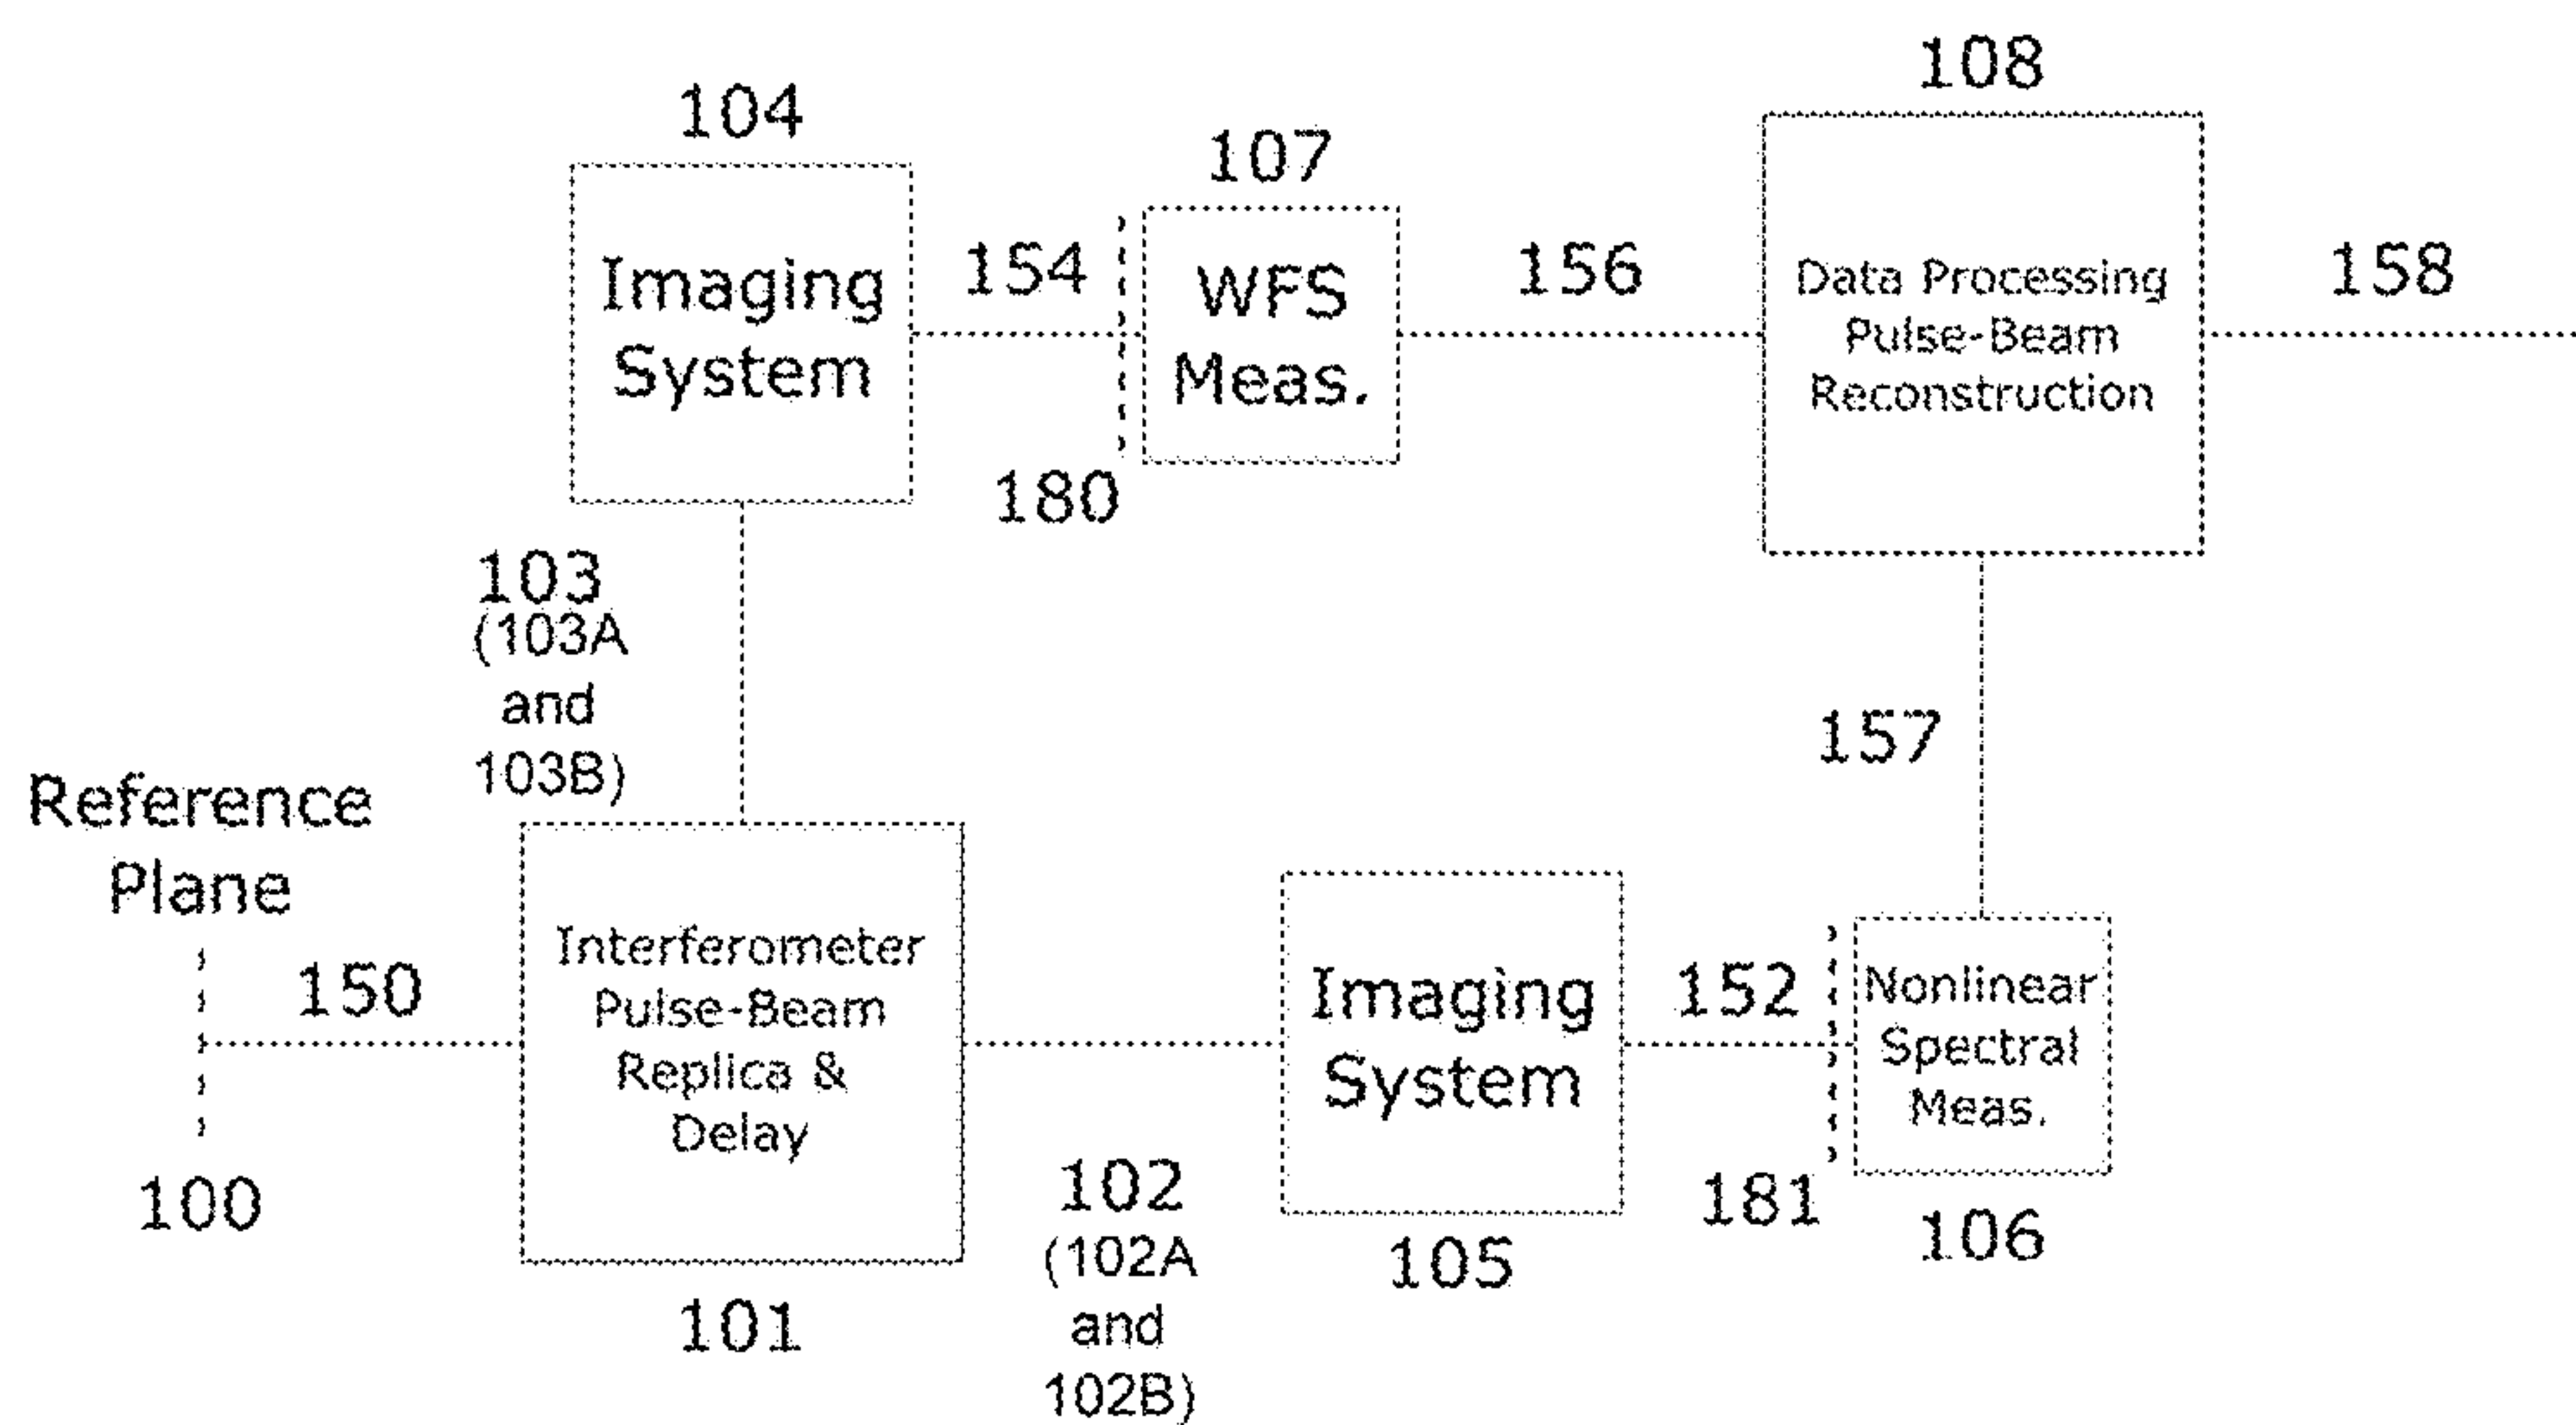 108
104
107
Imaging
System
154
WFS
Meas.
156
Data Processing
Pulse-Beam
Reconstruction
158
180
103
(103A
and
103B)
157
Reference
Plane
150
100
Interferometer
Pulse-Beam
Replica &
Delay
101
102
(102A
and
102B)
Imaging
System
105
152
181
Nonlinear
Spectral
Meas.
106